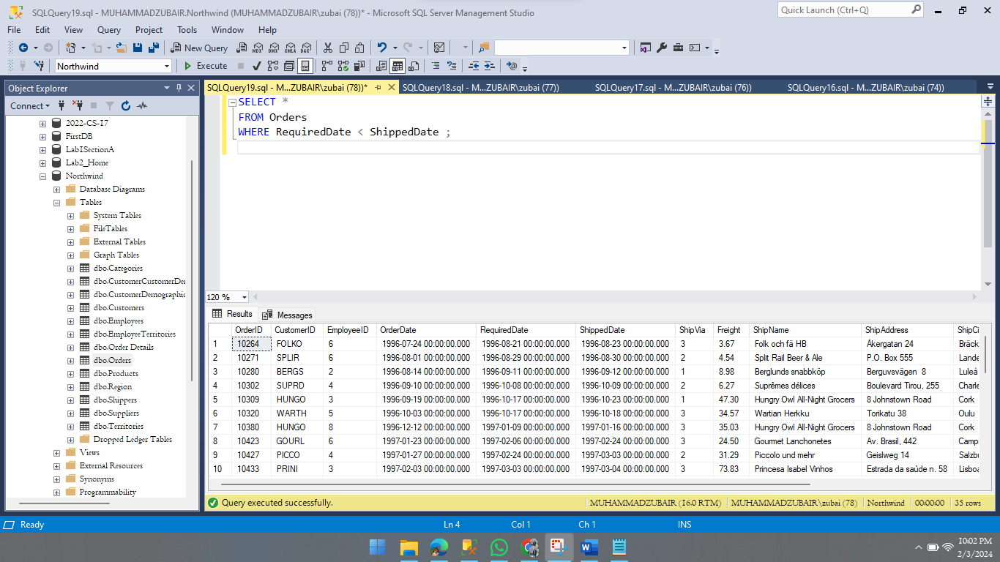 SQLQuery19.sql - MUHAMMADZUBAIR.Northwind (MUHAMMADZUBAIR\zubai (78))* - Microsoft SQL Server Management Studio
Quick Launch (Ctrl+Q)
File Edit View Query Project Tools Window Help
New Query MDX DMX XMLA DAX
Northwind Execute
Object Explorer
Connect
2022-CS-17
FirstDB
Lab1SectionA
Lab2_Home
Northwind
Database Diagrams
Tables
System Tables
FileTables
External Tables
Graph Tables
dbo.Categories
dbo.CustomerCustomerDe
dbo.CustomerDemographic
dbo.Customers
dbo.Employees
dbo.EmployeeTerritories
dbo.Order Details
dbo.Orders
dbo.Products
dbo.Region
dbo.Shippers
dbo.Suppliers
dbo.Territories
Dropped Ledger Tables
Views
External Resources
Synonyms
Programmability
SQLQuery19.sql - M...ZUBAIR\zubai (78))* SQLQuery18.sql - M...ZUBAIR\zubai (77)) SQLQuery17.sql - M...ZUBAIR\zubai (76)) SQLQuery16.sql - M...ZUBAIR\zubai (74))
SELECT *
FROM Orders
WHERE RequiredDate < ShippedDate ;
120 %
Results Messages
OrderID CustomerID EmployeeID OrderDate RequiredDate ShippedDate ShipVia Freight ShipName ShipAddress ShipCi
1 10264 FOLKO 6 1996-07-24 00:00:00.000 1996-08-21 00:00:00.000 1996-08-23 00:00:00.000 3 3.67 Folk och fä HB Åkergatan 24 Bräck
2 10271 SPLIR 6 1996-08-01 00:00:00.000 1996-08-29 00:00:00.000 1996-08-30 00:00:00.000 2 4.54 Split Rail Beer & Ale P.O. Box 555 Lande
3 10280 BERGS 2 1996-08-14 00:00:00.000 1996-09-11 00:00:00.000 1996-09-12 00:00:00.000 1 8.98 Berglunds snabbköp Berguvsvägen 8 Luleå
4 10302 SUPRD 4 1996-09-10 00:00:00.000 1996-10-08 00:00:00.000 1996-10-09 00:00:00.000 2 6.27 Suprêmes délices Boulevard Tirou, 255 Charle
5 10309 HUNGO 3 1996-09-19 00:00:00.000 1996-10-17 00:00:00.000 1996-10-23 00:00:00.000 1 47.30 Hungry Owl All-Night Grocers 8 Johnstown Road Cork
6 10320 WARTH 5 1996-10-03 00:00:00.000 1996-10-17 00:00:00.000 1996-10-18 00:00:00.000 3 34.57 Wartian Herkku Torikatu 38 Oulu
7 10380 HUNGO 8 1996-12-12 00:00:00.000 1997-01-09 00:00:00.000 1997-01-16 00:00:00.000 3 35.03 Hungry Owl All-Night Grocers 8 Johnstown Road Cork
8 10423 GOURL 6 1997-01-23 00:00:00.000 1997-02-06 00:00:00.000 1997-02-24 00:00:00.000 3 24.50 Gourmet Lanchonetes Av. Brasil, 442 Camp
9 10427 PICCO 4 1997-01-27 00:00:00.000 1997-02-24 00:00:00.000 1997-03-03 00:00:00.000 2 31.29 Piccolo und mehr Geislweg 14 Salzbu
10 10433 PRINI 3 1997-02-03 00:00:00.000 1997-03-03 00:00:00.000 1997-03-04 00:00:00.000 3 73.83 Princesa Isabel Vinhos Estrada da saúde n. 58 Lisboa
Query executed successfully. MUHAMMADZUBAIR (16.0 RTM) MUHAMMADZUBAIR\zubai (78) Northwind 00:00:00 35 rows
Ready Ln 4 Col 1 Ch 1 INS
10:02 PM
2/3/2024